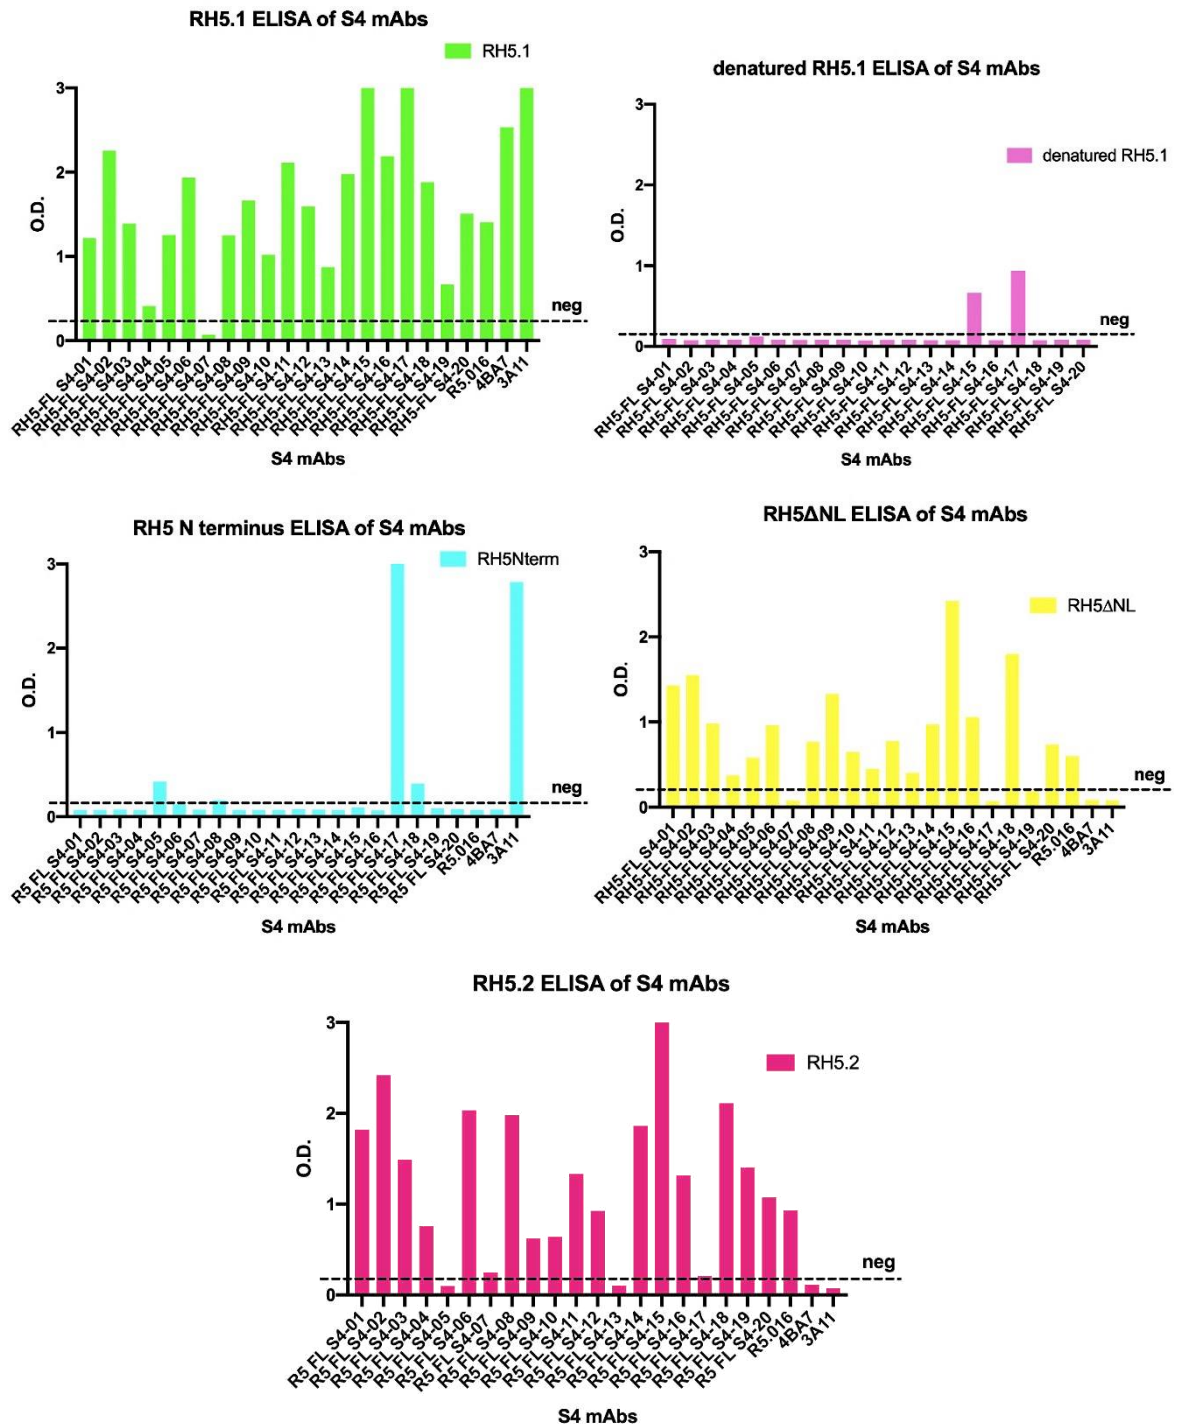 RH5.1 ELISA of S4 mAbs
RH5.1
3
2
1
0
O.D.
neg
RH5-FL S4-01
RH5-FL S4-02
RH5-FL S4-03
RH5-FL S4-04
RH5-FL S4-05
RH5-FL S4-06
RH5-FL S4-07
RH5-FL S4-08
RH5-FL S4-09
RH5-FL S4-10
RH5-FL S4-11
RH5-FL S4-12
RH5-FL S4-13
RH5-FL S4-14
RH5-FL S4-15
RH5-FL S4-16
RH5-FL S4-17
RH5-FL S4-18
RH5-FL S4-19
RH5-FL S4-20
R5.016
4BA7
3A11
S4 mAbs
denatured RH5.1 ELISA of S4 mAbs
denatured RH5.1
3
2
1
0
O.D.
neg
RH5-FL S4-01
RH5-FL S4-02
RH5-FL S4-03
RH5-FL S4-04
RH5-FL S4-05
RH5-FL S4-06
RH5-FL S4-07
RH5-FL S4-08
RH5-FL S4-09
RH5-FL S4-10
RH5-FL S4-11
RH5-FL S4-12
RH5-FL S4-13
RH5-FL S4-14
RH5-FL S4-15
RH5-FL S4-16
RH5-FL S4-17
RH5-FL S4-18
RH5-FL S4-19
RH5-FL S4-20
S4 mAbs
RH5 N terminus ELISA of S4 mAbs
RH5Nterm
3
2
1
0
O.D.
neg
R5 FL S4-01
R5 FL S4-02
R5 FL S4-03
R5 FL S4-04
R5 FL S4-05
R5 FL S4-06
R5 FL S4-07
R5 FL S4-08
R5 FL S4-09
R5 FL S4-10
R5 FL S4-11
R5 FL S4-12
R5 FL S4-13
R5 FL S4-14
R5 FL S4-15
R5 FL S4-16
R5 FL S4-17
R5 FL S4-18
R5 FL S4-19
R5 FL S4-20
R5.016
4BA7
3A11
S4 mAbs
RH5ΔNL ELISA of S4 mAbs
RH5ΔNL
3
2
1
0
O.D.
neg
RH5-FL S4-01
RH5-FL S4-02
RH5-FL S4-03
RH5-FL S4-04
RH5-FL S4-05
RH5-FL S4-06
RH5-FL S4-07
RH5-FL S4-08
RH5-FL S4-09
RH5-FL S4-10
RH5-FL S4-11
RH5-FL S4-12
RH5-FL S4-13
RH5-FL S4-14
RH5-FL S4-15
RH5-FL S4-16
RH5-FL S4-17
RH5-FL S4-18
RH5-FL S4-19
RH5-FL S4-20
R5.016
4BA7
3A11
S4 mAbs
RH5.2 ELISA of S4 mAbs
RH5.2
3
2
1
0
O.D.
neg
R5 FL S4-01
R5 FL S4-02
R5 FL S4-03
R5 FL S4-04
R5 FL S4-05
R5 FL S4-06
R5 FL S4-07
R5 FL S4-08
R5 FL S4-09
R5 FL S4-10
R5 FL S4-11
R5 FL S4-12
R5 FL S4-13
R5 FL S4-14
R5 FL S4-15
R5 FL S4-16
R5 FL S4-17
R5 FL S4-18
R5 FL S4-19
R5 FL S4-20
R5.016
4BA7
3A11
S4 mAbs